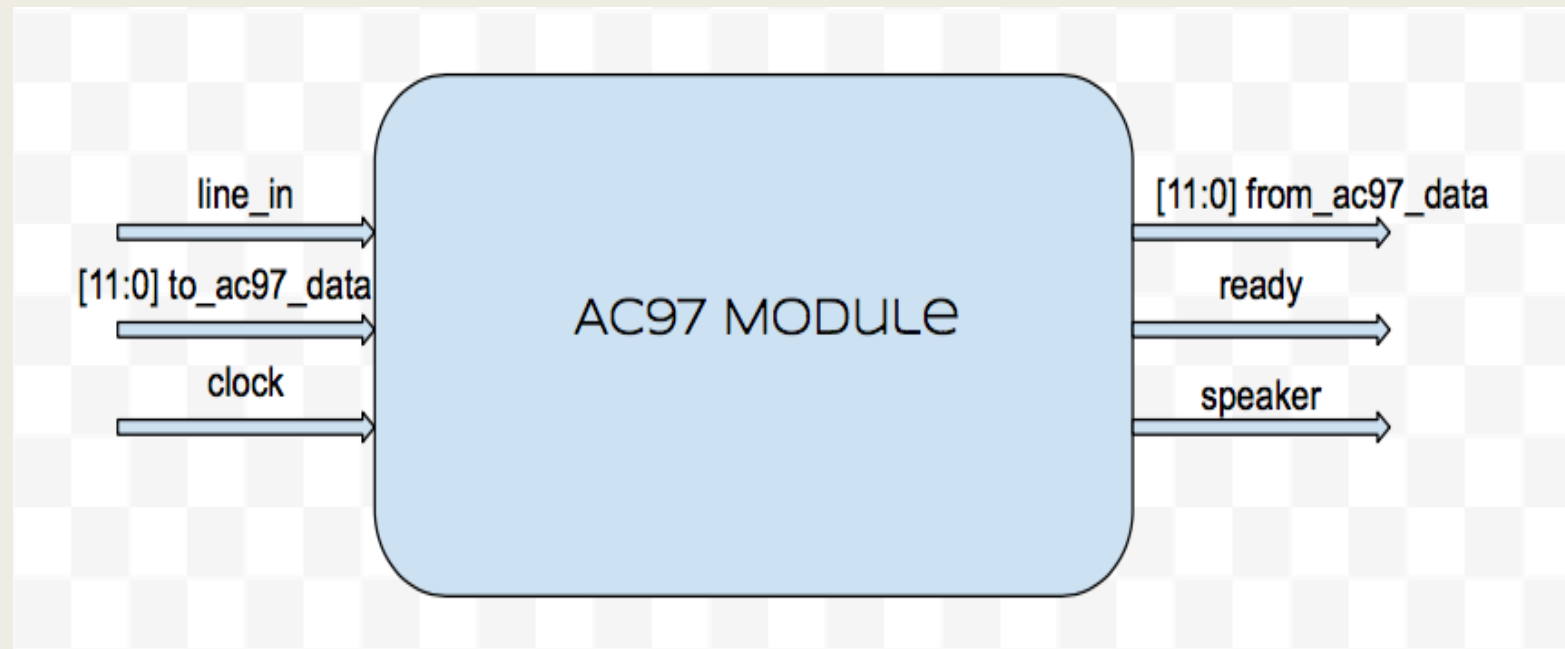 line_in
[11:0] to_ac97_data
clock
AC97 MODULe
[11:0] from_ac97_data
ready
speaker